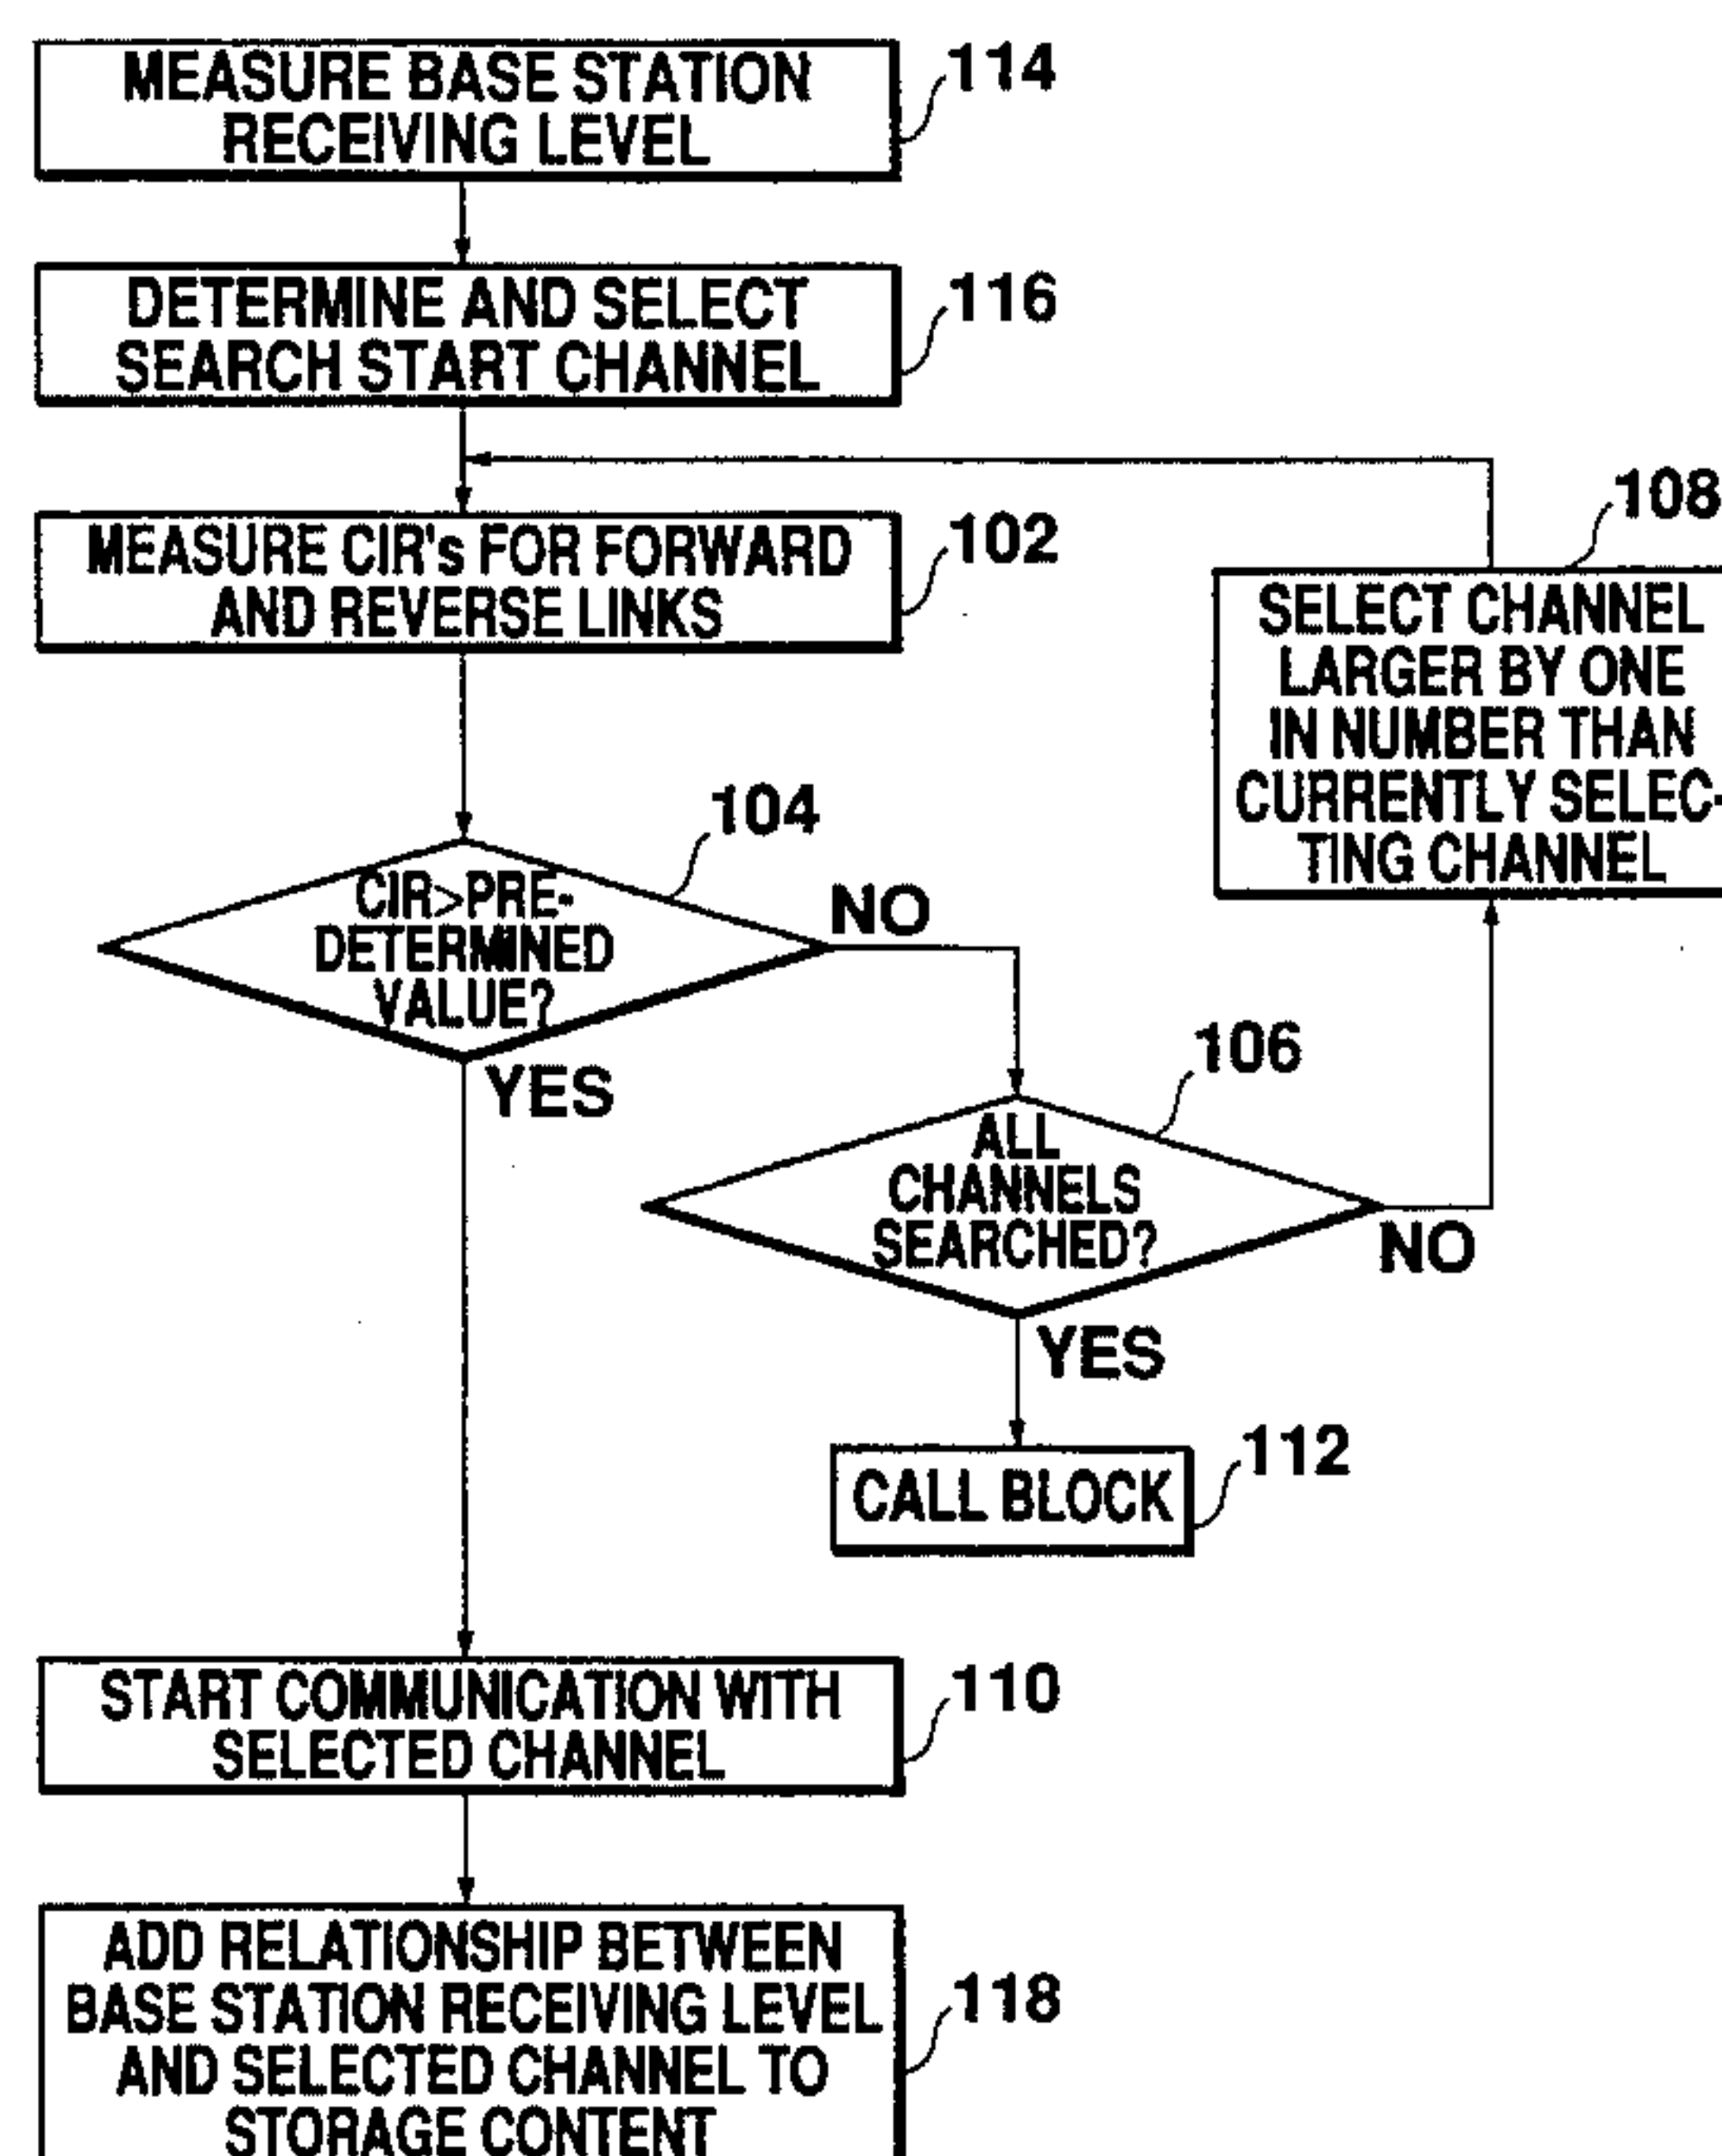 MEASURE BASE STATION
RECEIVING LEVEL
114
DETERMINE AND SELECT
SEARCH START CHANNEL
116
MEASURE CIR's FOR FORWARD
AND REVERSE LINKS
102
108
SELECT CHANNEL
LARGER BY ONE
IN NUMBER THAN
CURRENTLY SELEC-
TING CHANNEL
104
CIR>PRE-
DETERMINED
VALUE?
NO
YES
106
ALL
CHANNELS
SEARCHED?
NO
YES
CALL BLOCK
112
START COMMUNICATION WITH
SELECTED CHANNEL
110
ADD RELATIONSHIP BETWEEN
BASE STATION RECEIVING LEVEL
AND SELECTED CHANNEL TO
STORAGE CONTENT
118